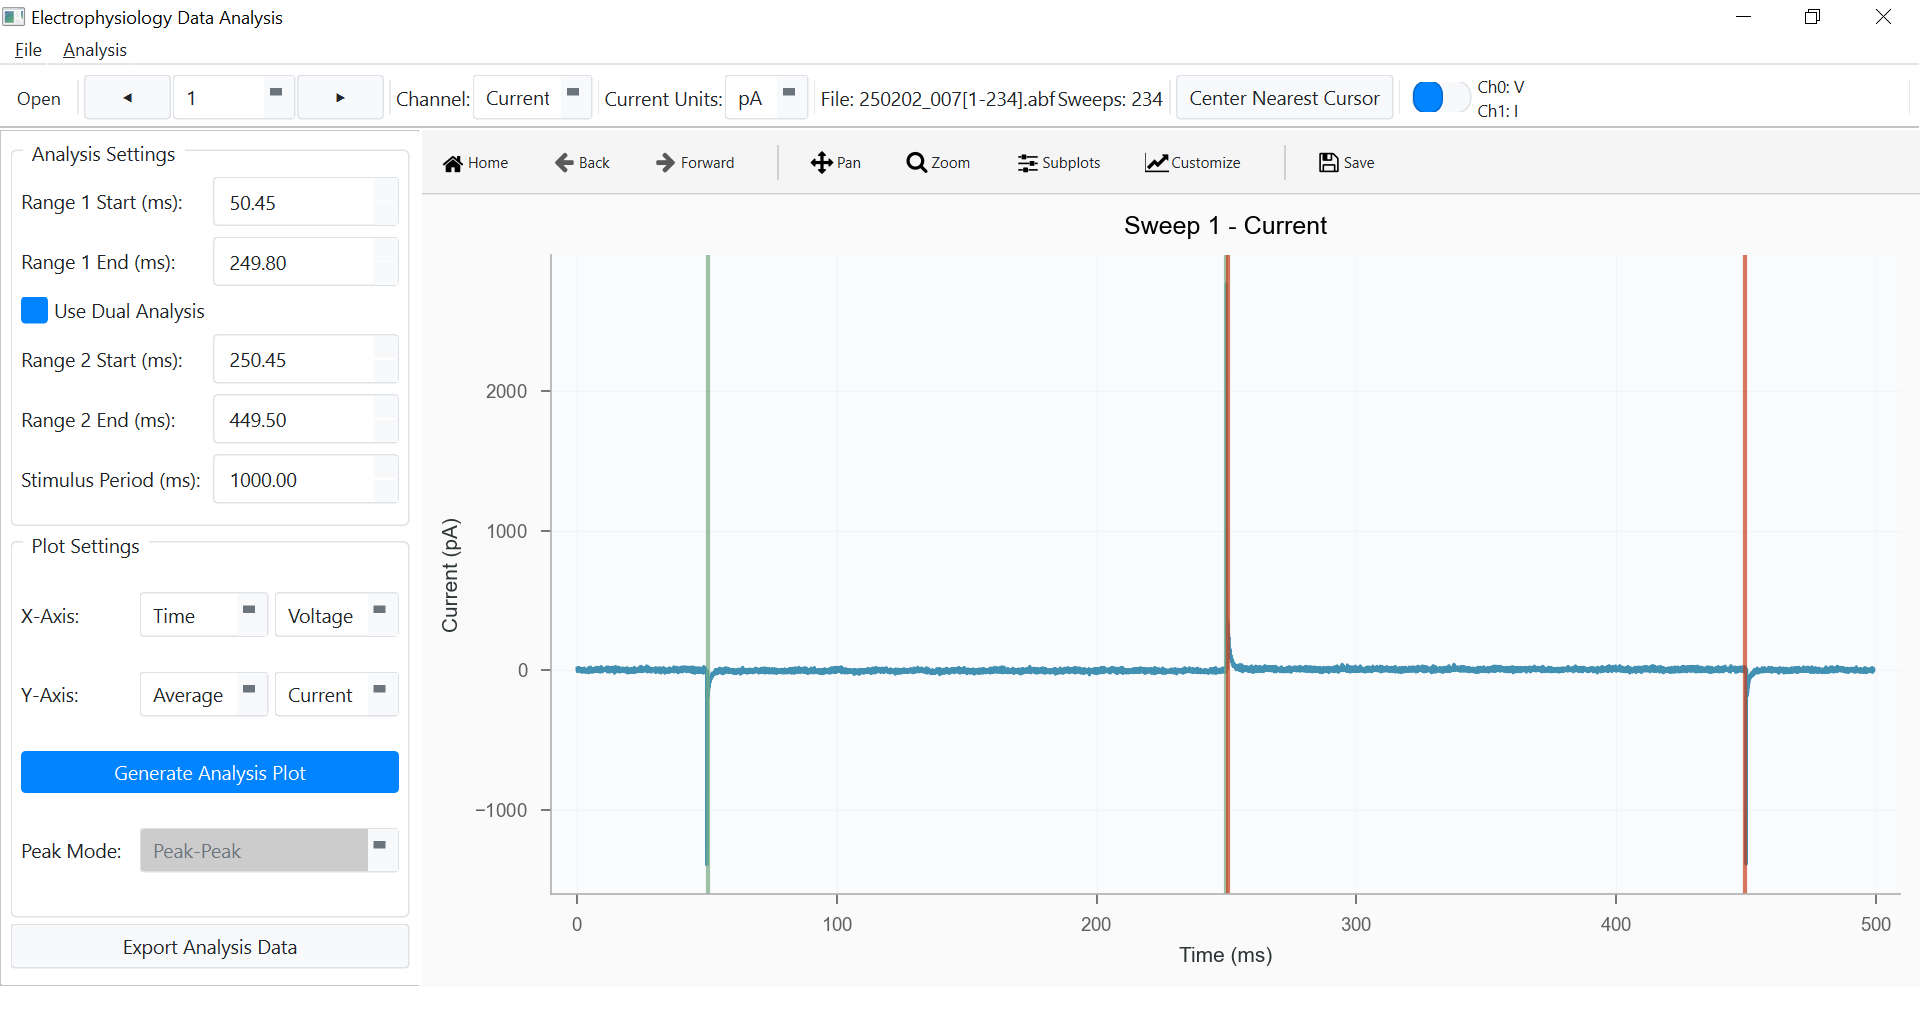 Electrophysiology Data Analysis
File Analysis
Open ◄ 1 ► Channel: Current Current Units: pA File: 250202_007[1-234].abf Sweeps: 234 Center Nearest Cursor
Ch0: V
Ch1: I
Analysis Settings
Range 1 Start (ms): 50.45
Range 1 End (ms): 249.80
Use Dual Analysis
Range 2 Start (ms): 250.45
Range 2 End (ms): 449.50
Stimulus Period (ms): 1000.00
Plot Settings
X-Axis: Time Voltage
Y-Axis: Average Current
Generate Analysis Plot
Peak Mode: Peak-Peak
Export Analysis Data
Home Back Forward Pan Zoom Subplots Customize Save
Sweep 1 - Current
Current (pA)
2000
1000
0
−1000
0 100 200 300 400 500
Time (ms)